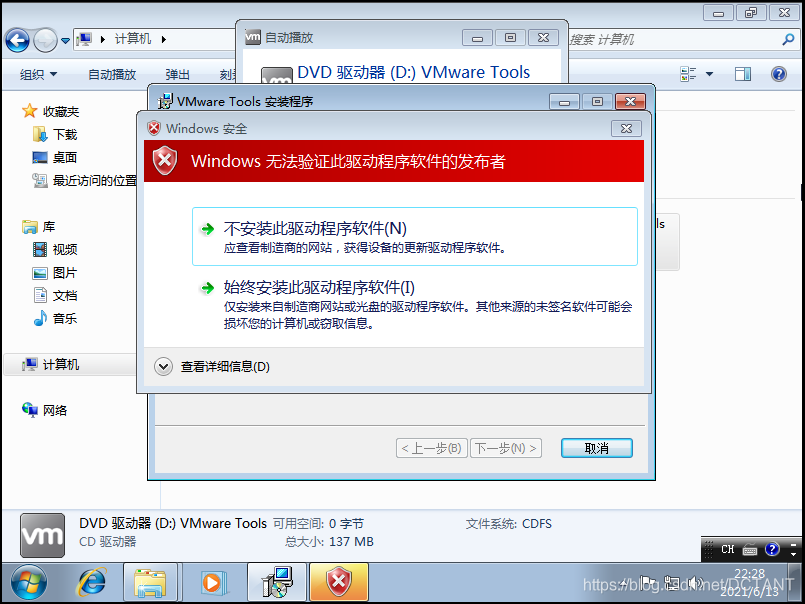 自动播放
计算机
搜索 计算机
组织
自动播放
弹出
DVD 驱动器 (D:) VMware Tools
VMware Tools 安装程序
Windows 安全
Windows 无法验证此驱动程序软件的发布者
不安装此驱动程序软件(N)
应查看制造商的网站，获得设备的更新驱动程序软件。
始终安装此驱动程序软件(I)
仅安装来自制造商网站或光盘的驱动程序软件。其他来源的未签名软件可能会
损坏您的计算机或窃取信息。
查看详细信息(D)
收藏夹
下载
桌面
最近访问的位置
库
视频
图片
文档
音乐
计算机
网络
ls
< 上一步(B)
下一步(N) >
取消
vm
DVD 驱动器 (D:) VMware Tools 可用空间: 0 字节
文件系统: CDFS
CD 驱动器
总大小: 137 MB
CH
22:28
2021/6/13
https://blog.csdn.net/DCTANT